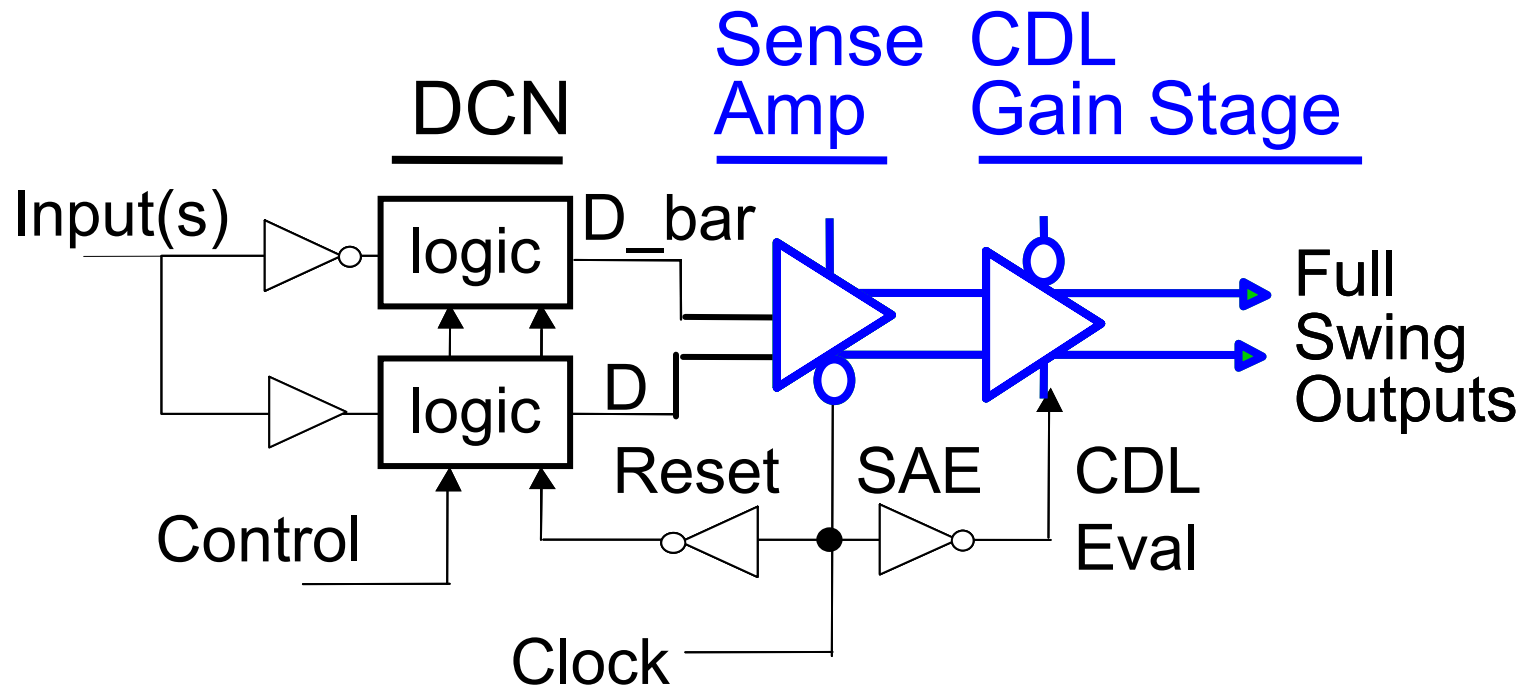 Sense
Amp
CDL
Gain Stage
DCN
Input(s)
logic
D_bar
logic
D
Full
Swing
Outputs
Reset
SAE
CDL
Eval
Control
Clock